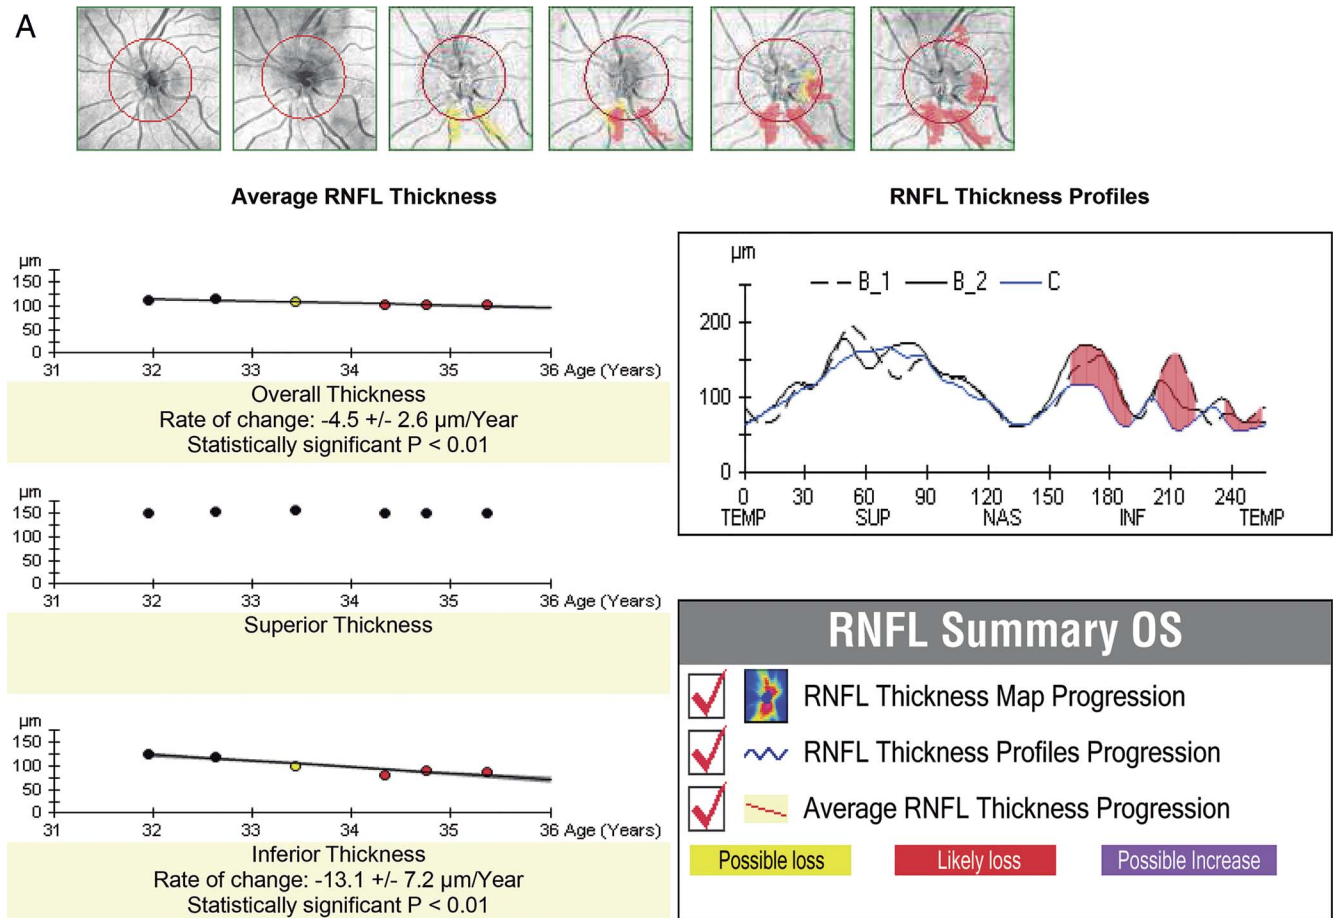 A
Average RNFL Thickness
µm
150
100
50
0
31 32 33 34 35 36 Age (Years)
Overall Thickness
Rate of change: -4.5 +/- 2.6 µm/Year
Statistically significant P < 0.01
µm
150
100
50
0
31 32 33 34 35 36 Age (Years)
Superior Thickness
µm
150
100
50
0
31 32 33 34 35 36 Age (Years)
Inferior Thickness
Rate of change: -13.1 +/- 7.2 µm/Year
Statistically significant P < 0.01
RNFL Thickness Profiles
µm
B_1 B_2 C
200
100
0
0 30 60 90 120 150 180 210 240
TEMP SUP NAS INF TEMP
RNFL Summary OS
RNFL Thickness Map Progression
RNFL Thickness Profiles Progression
Average RNFL Thickness Progression
Possible loss Likely loss Possible Increase